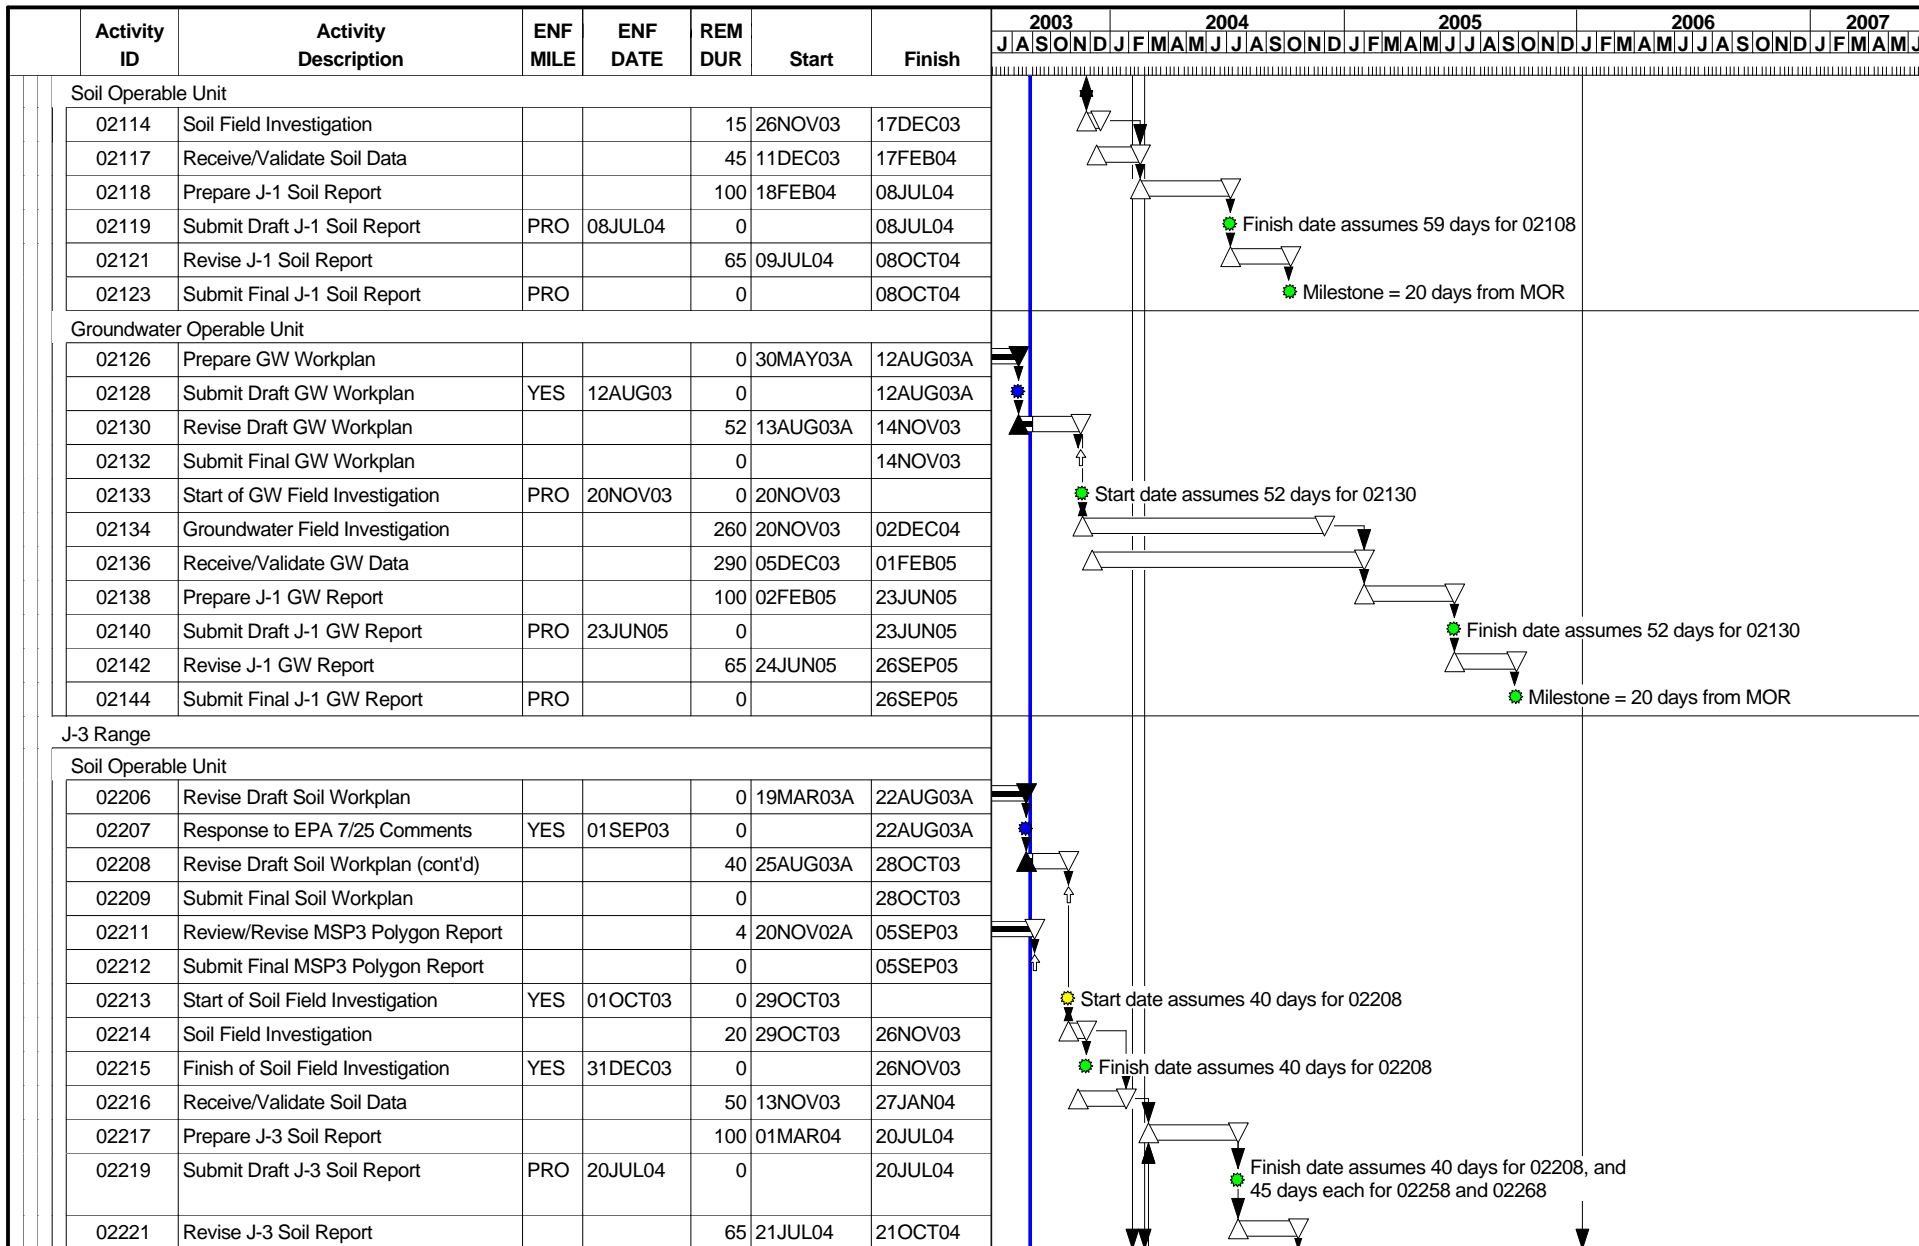 Activity ID Activity Description ENF MILE ENF DATE REM DUR Start Finish 2003 2004 2005 2006 2007
J A S O N D J F M A M J J A S O N D J F M A M J J A S O N D J F M A M J J A S O N D J F M A M J
Soil Operable Unit
02114 Soil Field Investigation 15 26NOV03 17DEC03
02117 Receive/Validate Soil Data 45 11DEC03 17FEB04
02118 Prepare J-1 Soil Report 100 18FEB04 08JUL04
02119 Submit Draft J-1 Soil Report PRO 08JUL04 0 08JUL04 Finish date assumes 59 days for 02108
02121 Revise J-1 Soil Report 65 09JUL04 08OCT04
02123 Submit Final J-1 Soil Report PRO 0 08OCT04 Milestone = 20 days from MOR
Groundwater Operable Unit
02126 Prepare GW Workplan 0 30MAY03A 12AUG03A
02128 Submit Draft GW Workplan YES 12AUG03 0 12AUG03A
02130 Revise Draft GW Workplan 52 13AUG03A 14NOV03
02132 Submit Final GW Workplan 0 14NOV03
02133 Start of GW Field Investigation PRO 20NOV03 0 20NOV03 Start date assumes 52 days for 02130
02134 Groundwater Field Investigation 260 20NOV03 02DEC04
02136 Receive/Validate GW Data 290 05DEC03 01FEB05
02138 Prepare J-1 GW Report 100 02FEB05 23JUN05
02140 Submit Draft J-1 GW Report PRO 23JUN05 0 23JUN05 Finish date assumes 52 days for 02130
02142 Revise J-1 GW Report 65 24JUN05 26SEP05
02144 Submit Final J-1 GW Report PRO 0 26SEP05 Milestone = 20 days from MOR
J-3 Range
Soil Operable Unit
02206 Revise Draft Soil Workplan 0 19MAR03A 22AUG03A
02207 Response to EPA 7/25 Comments YES 01SEP03 0 22AUG03A
02208 Revise Draft Soil Workplan (cont'd) 40 25AUG03A 28OCT03
02209 Submit Final Soil Workplan 0 28OCT03
02211 Review/Revise MSP3 Polygon Report 4 20NOV02A 05SEP03
02212 Submit Final MSP3 Polygon Report 0 05SEP03
02213 Start of Soil Field Investigation YES 01OCT03 0 29OCT03 Start date assumes 40 days for 02208
02214 Soil Field Investigation 20 29OCT03 26NOV03
02215 Finish of Soil Field Investigation YES 31DEC03 0 26NOV03 Finish date assumes 40 days for 02208
02216 Receive/Validate Soil Data 50 13NOV03 27JAN04
02217 Prepare J-3 Soil Report 100 01MAR04 20JUL04
02219 Submit Draft J-3 Soil Report PRO 20JUL04 0 20JUL04 Finish date assumes 40 days for 02208, and
45 days each for 02258 and 02268
02221 Revise J-3 Soil Report 65 21JUL04 21OCT04